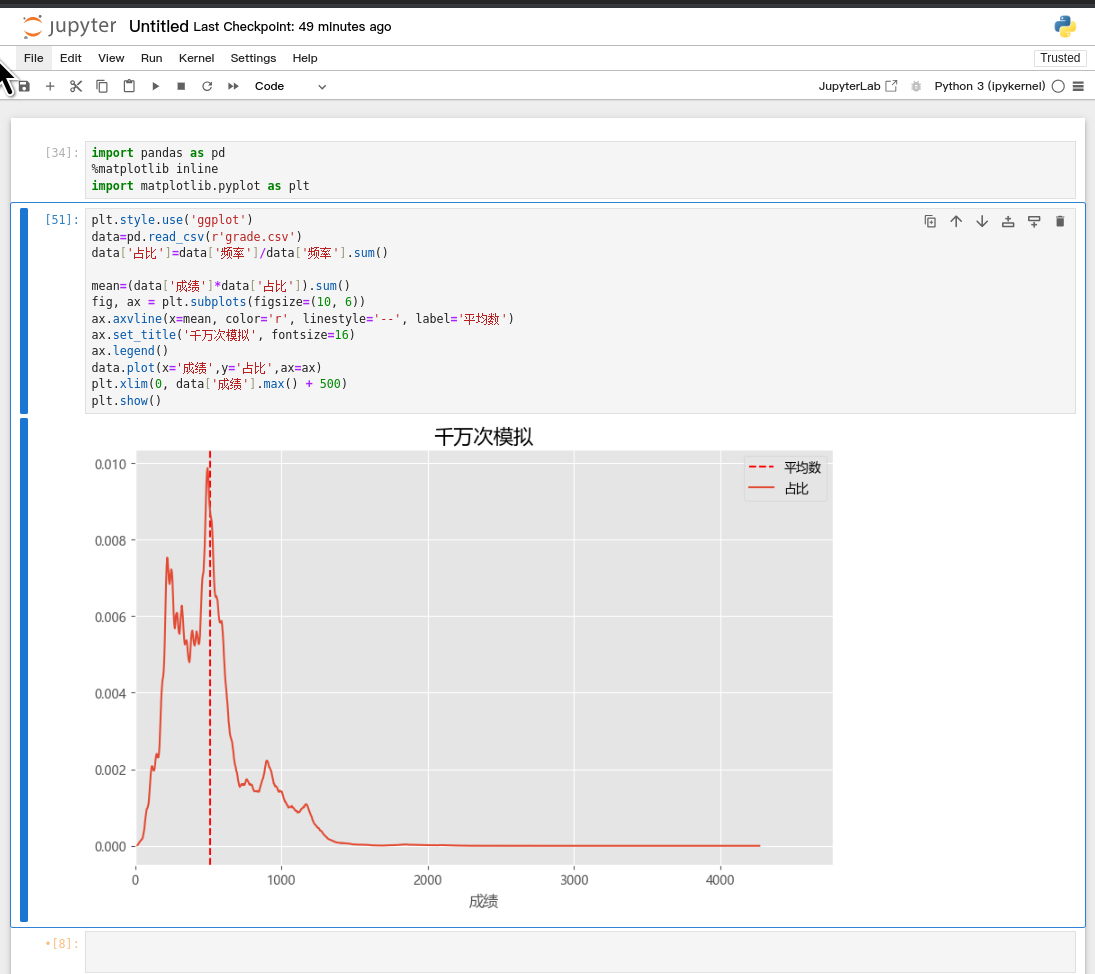 jupyter Untitled Last Checkpoint: 49 minutes ago
File Edit View Run Kernel Settings Help Trusted
Code JupyterLab Python 3 (ipykernel)
[34]: import pandas as pd
%matplotlib inline
import matplotlib.pyplot as plt
[51]: plt.style.use('ggplot')
data=pd.read_csv(r'grade.csv')
data['占比']=data['频率']/data['频率'].sum()
mean=(data['成绩']*data['占比']).sum()
fig, ax = plt.subplots(figsize=(10, 6))
ax.axvline(x=mean, color='r', linestyle='--', label='平均数')
ax.set_title('千万次模拟', fontsize=16)
ax.legend()
data.plot(x='成绩',y='占比',ax=ax)
plt.xlim(0, data['成绩'].max() + 500)
plt.show()
千万次模拟
平均数
占比
0.010
0.008
0.006
0.004
0.002
0.000
0 1000 2000 3000 4000
成绩
•[8]: